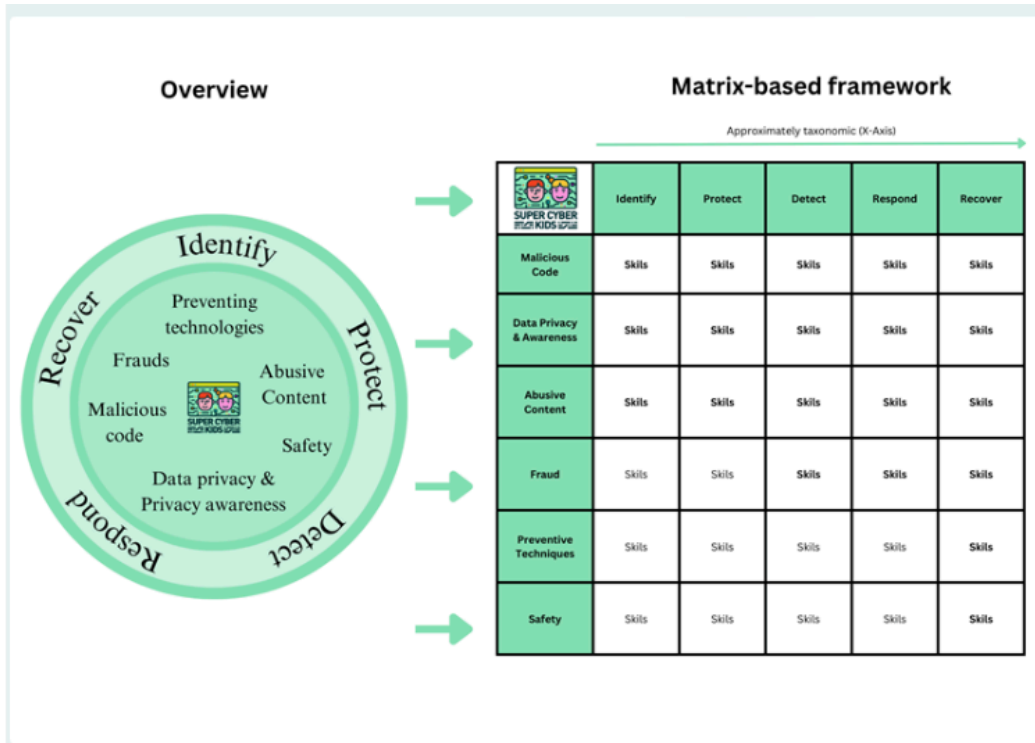 Overview
Identify
Protect
Detect
Respond
Recover
Preventing
technologies
Frauds
Abusive
Content
Malicious
code
SUPER CYBER
KIDS
Safety
Data privacy &
Privacy awareness
Matrix-based framework
Approximately taxonomic (X-Axis)
SUPER CYBER
KIDS
Identify Protect Detect Respond Recover
Malicious
Code
Skils Skils Skils Skils Skils
Data Privacy
& Awareness
Skils Skils Skils Skils Skils
Abusive
Content
Skils Skils Skils Skils Skils
Fraud Skils Skils Skils Skils Skils
Preventive
Techniques
Skils Skils Skils Skils Skils
Safety Skils Skils Skils Skils Skils